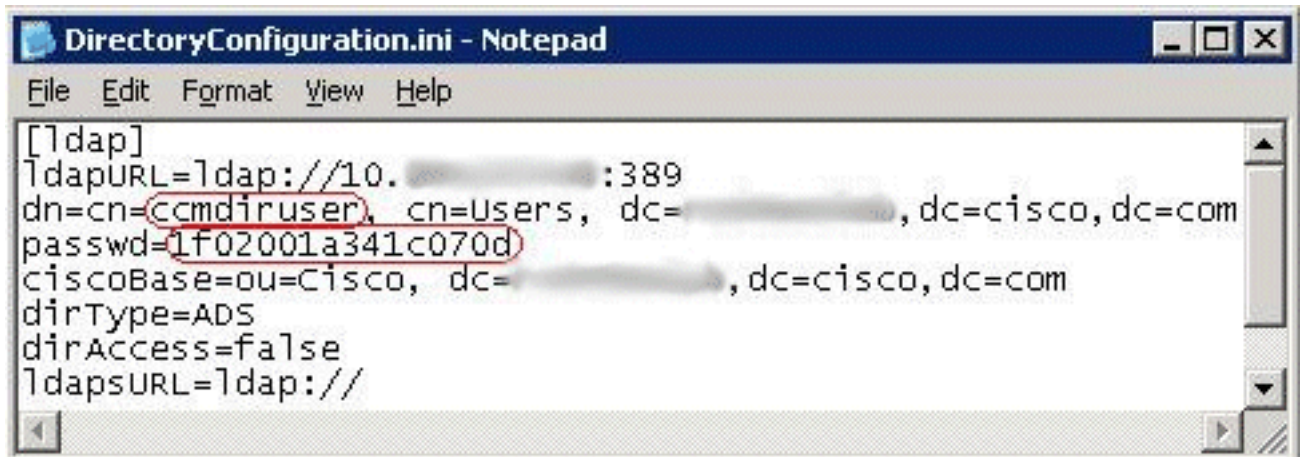 DirectoryConfiguration.ini - Notepad
File Edit Format View Help
[ldap]
ldapURL=ldap://10. :389
dn=cn=ccmdiruser, cn=Users, dc= ,dc=cisco,dc=com
passwd=1f02001a341c070d
ciscoBase=ou=Cisco, dc= ,dc=cisco,dc=com
dirType=ADS
dirAccess=false
ldapsURL=ldap://